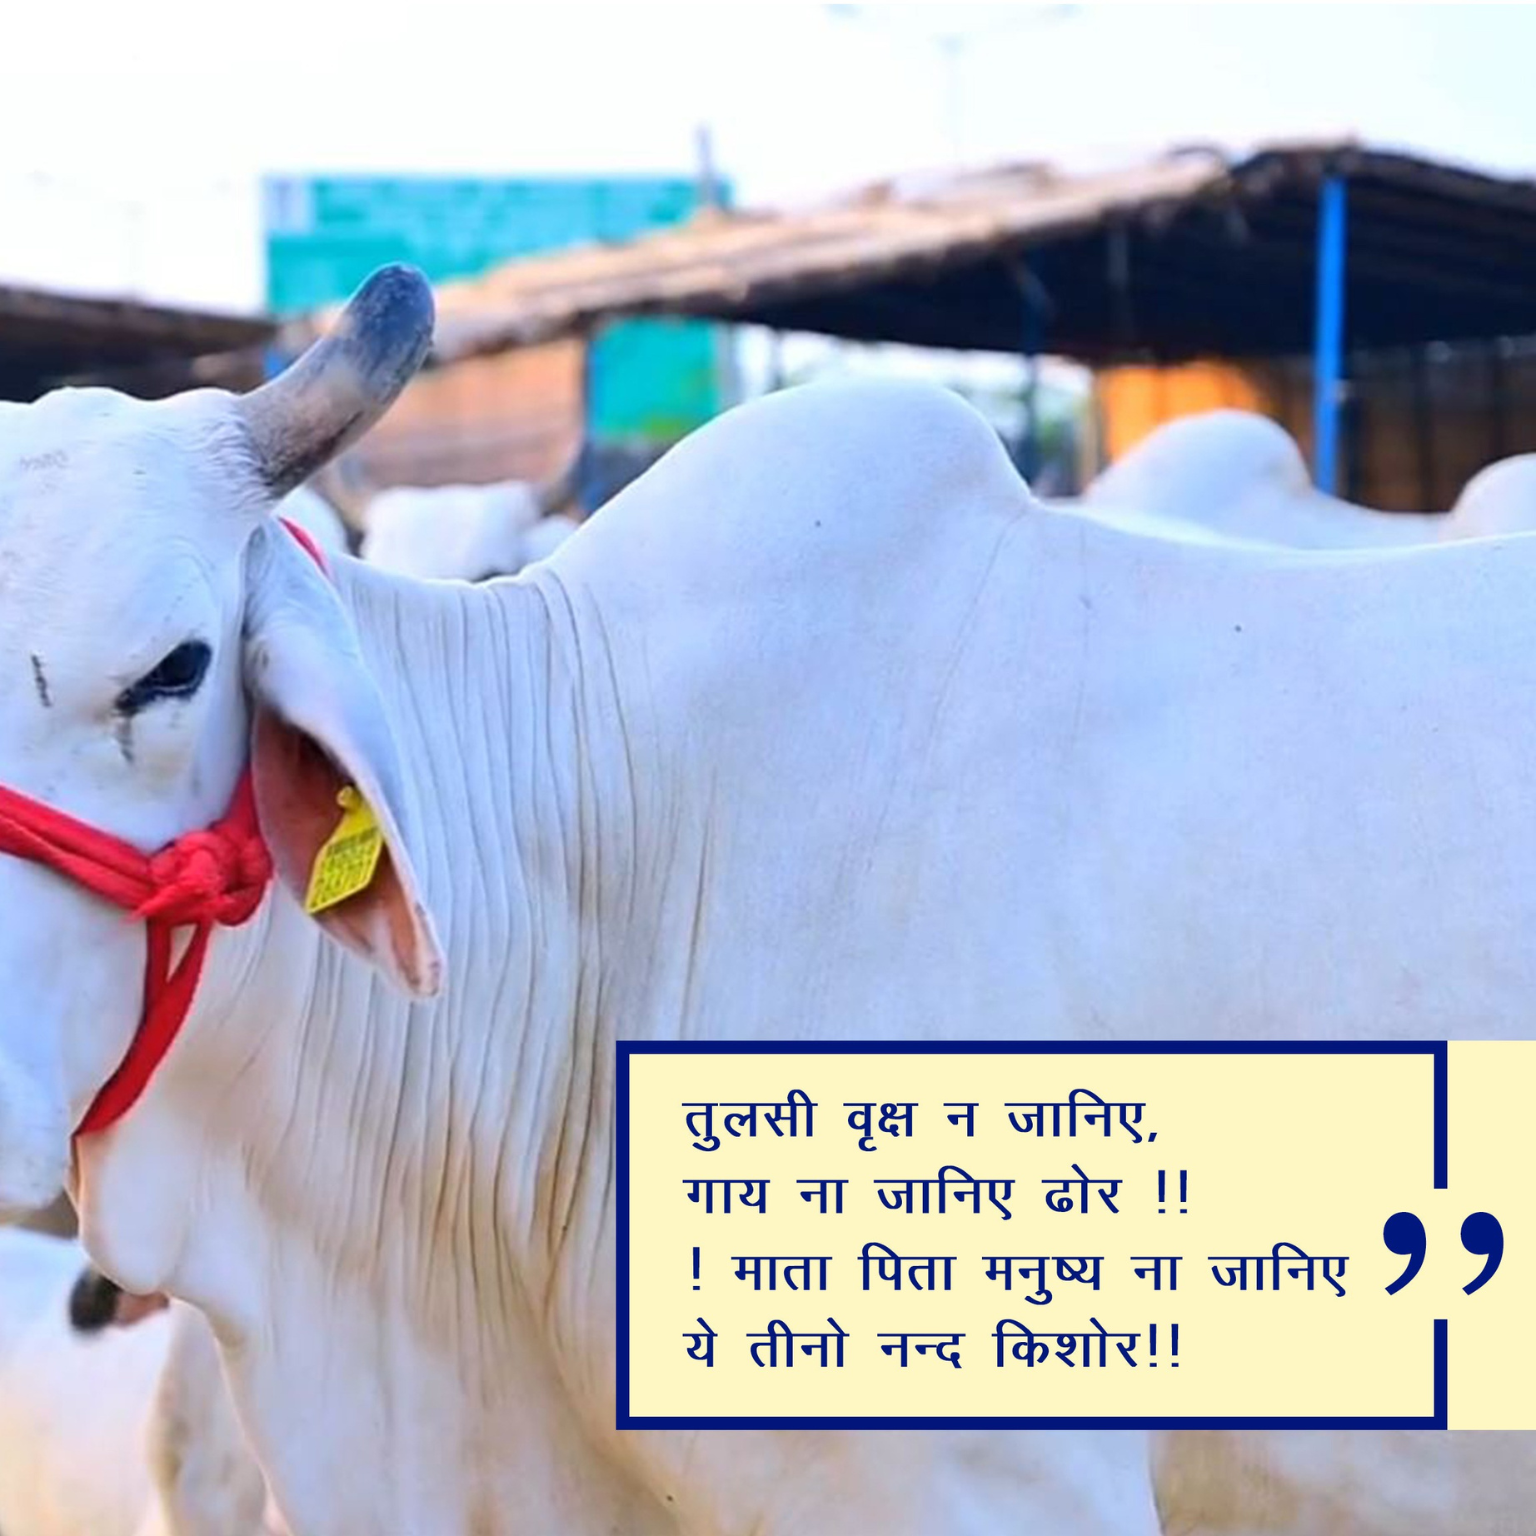 तुलसी वृक्ष न जानिए,
गाय ना जानिए ढोर !!
! माता पिता मनुष्य ना जानिए
ये तीनो नन्द किशोर!!